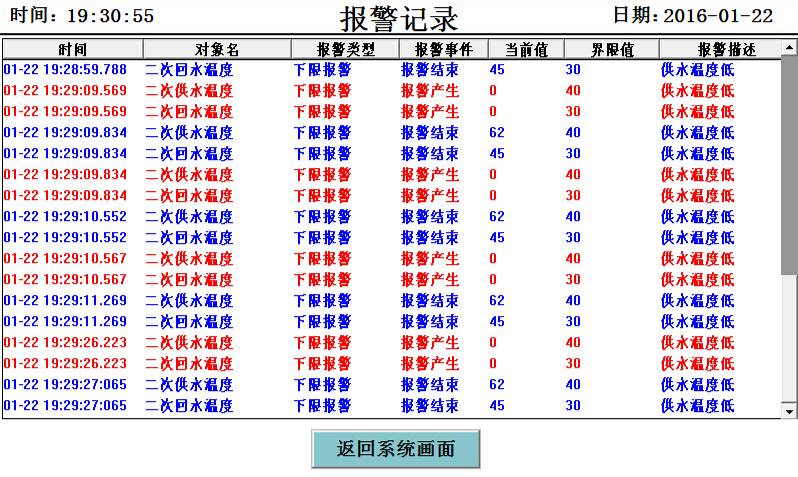 时间：19:30:55 报警记录 日期：2016-01-22
时间 对象名 报警类型 报警事件 当前值 界限值 报警描述
01-22 19:28:59.788 二次回水温度 下限报警 报警结束 45 30 供水温度低
01-22 19:29:09.569 二次供水温度 下限报警 报警产生 0 40 供水温度低
01-22 19:29:09.569 二次回水温度 下限报警 报警产生 0 30 供水温度低
01-22 19:29:09.834 二次供水温度 下限报警 报警结束 62 40 供水温度低
01-22 19:29:09.834 二次回水温度 下限报警 报警结束 45 30 供水温度低
01-22 19:29:09.834 二次供水温度 下限报警 报警产生 0 40 供水温度低
01-22 19:29:09.834 二次回水温度 下限报警 报警产生 0 30 供水温度低
01-22 19:29:10.552 二次供水温度 下限报警 报警结束 62 40 供水温度低
01-22 19:29:10.552 二次回水温度 下限报警 报警结束 45 30 供水温度低
01-22 19:29:10.567 二次供水温度 下限报警 报警产生 0 40 供水温度低
01-22 19:29:10.567 二次回水温度 下限报警 报警产生 0 30 供水温度低
01-22 19:29:11.269 二次供水温度 下限报警 报警结束 62 40 供水温度低
01-22 19:29:11.269 二次回水温度 下限报警 报警结束 45 30 供水温度低
01-22 19:29:26.223 二次供水温度 下限报警 报警产生 0 40 供水温度低
01-22 19:29:26.223 二次回水温度 下限报警 报警产生 0 30 供水温度低
01-22 19:29:27:065 二次供水温度 下限报警 报警结束 62 40 供水温度低
01-22 19:29:27:065 二次回水温度 下限报警 报警结束 45 30 供水温度低
返回系统画面